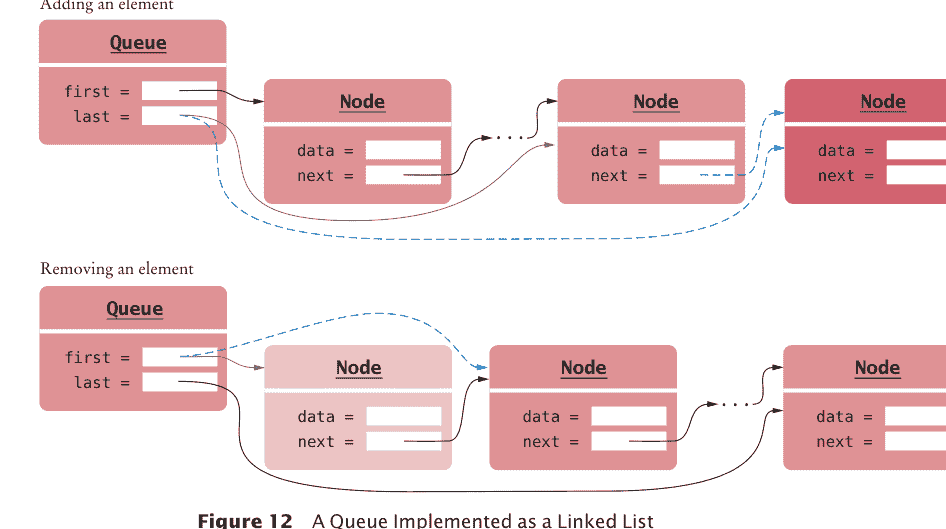 Adding an element
Queue
first =
last =
Node
data =
next =
Node
data =
next =
Node
data =
next =
Removing an element
Queue
first =
last =
Node
data =
next =
Node
data =
next =
Node
data =
next =
Figure 12 A Queue Implemented as a Linked List